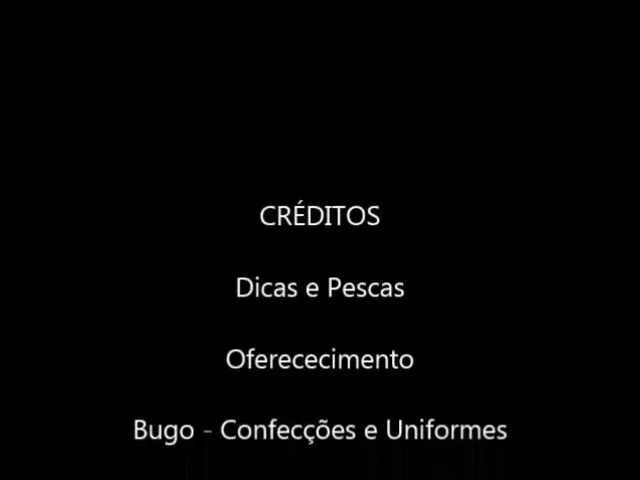 CRÉDITOS
Dicas e Pescas
Oferececimento
Bugo - Confecções e Uniformes